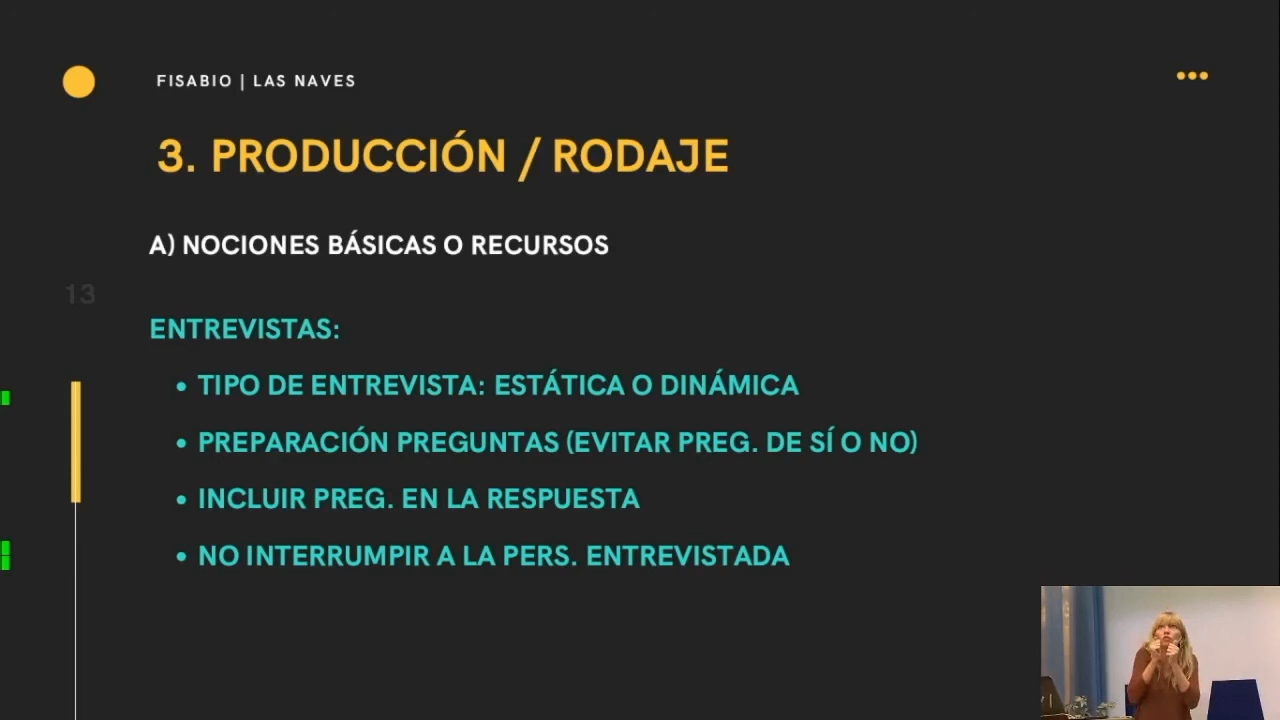 FISABIO | LAS NAVES
3. PRODUCCIÓN / RODAJE
A) NOCIONES BÁSICAS O RECURSOS
13
ENTREVISTAS:
• TIPO DE ENTREVISTA: ESTÁTICA O DINÁMICA
• PREPARACIÓN PREGUNTAS (EVITAR PREG. DE SÍ O NO)
• INCLUIR PREG. EN LA RESPUESTA
• NO INTERRUMPIR A LA PERS. ENTREVISTADA